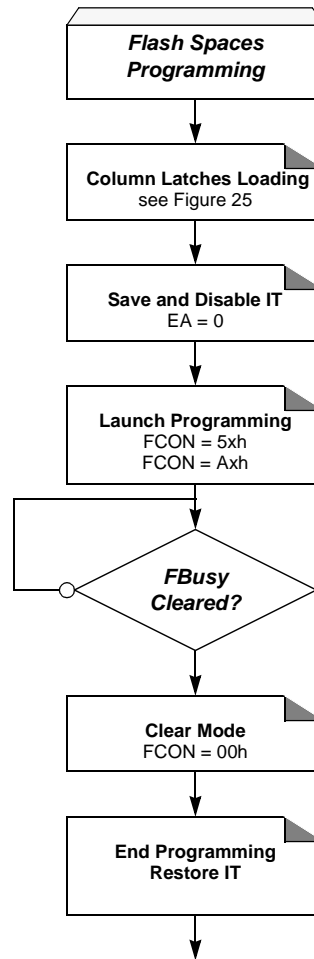 Flash Spaces
Programming
Column Latches Loading
see Figure 25
Save and Disable IT
EA = 0
Launch Programming
FCON = 5xh
FCON = Axh
FBusy
Cleared?
Clear Mode
FCON = 00h
End Programming
Restore IT